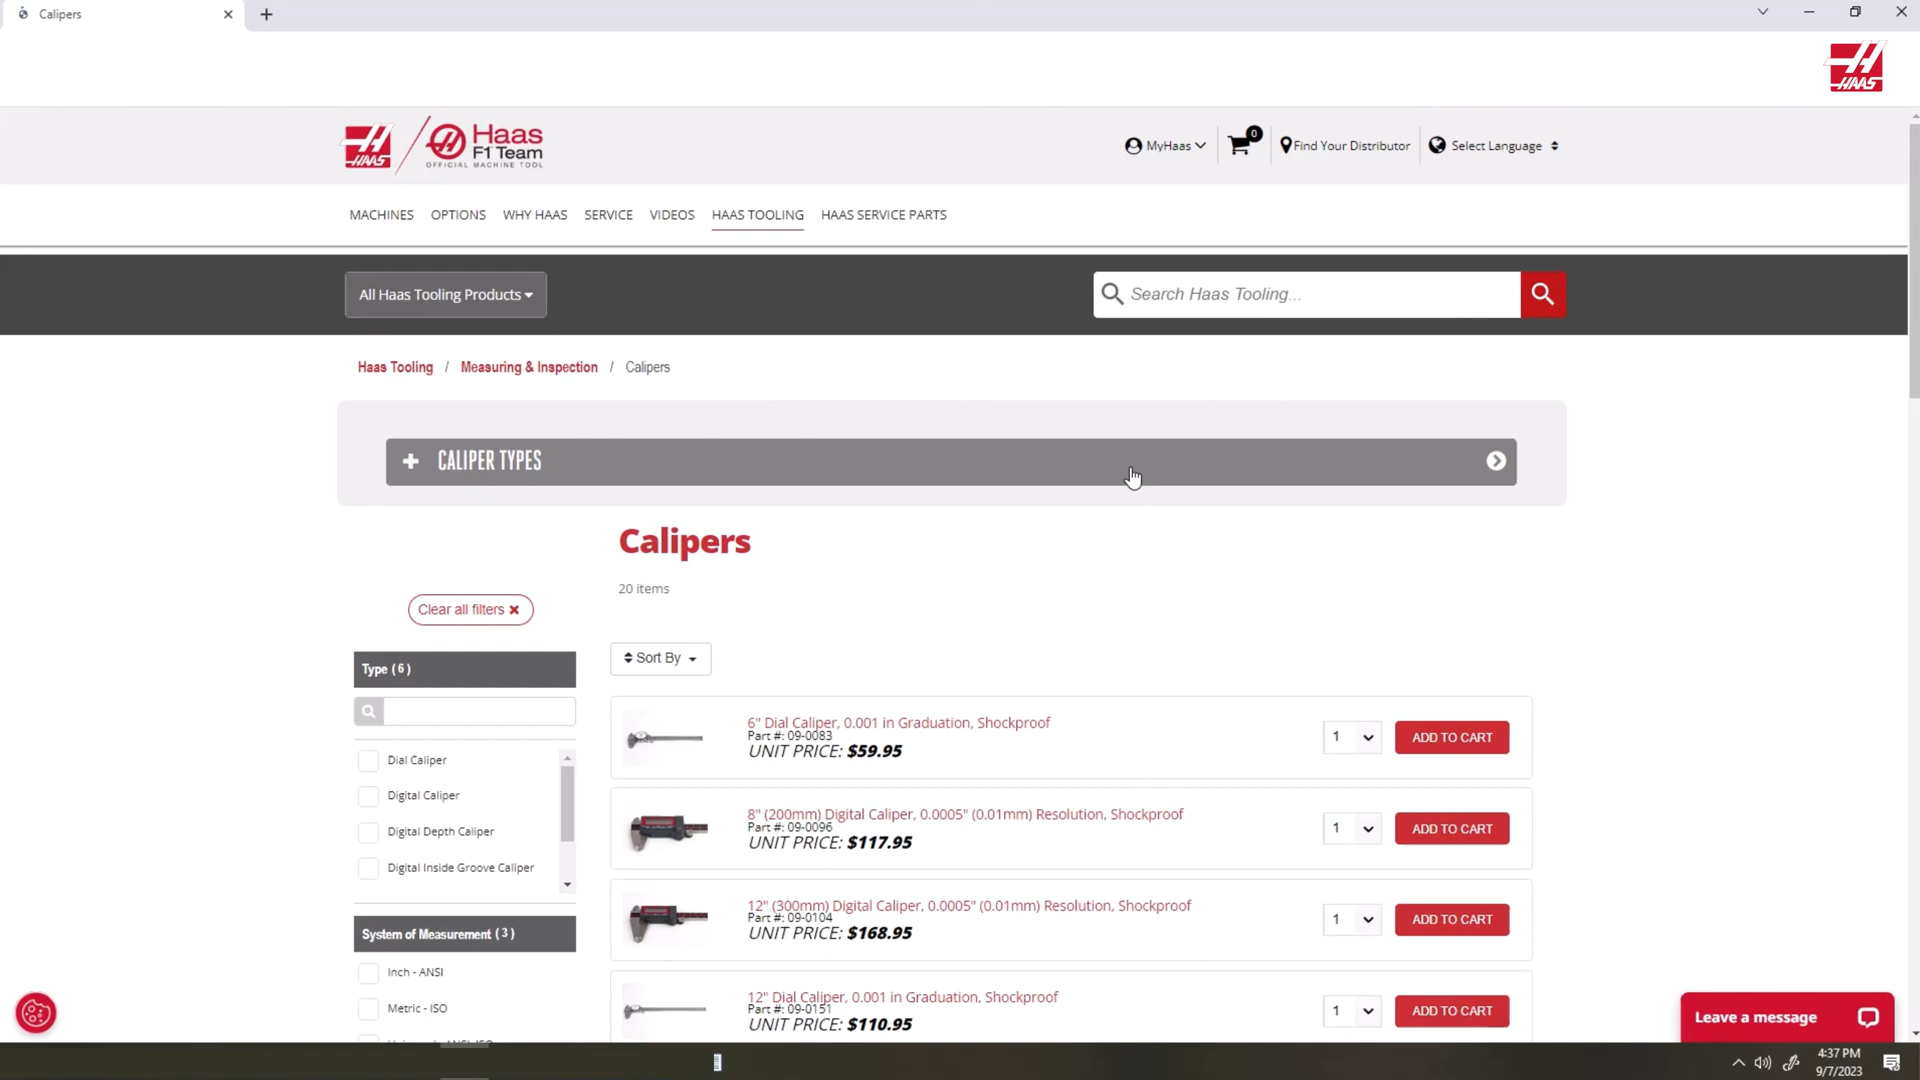 Calipers
HAAS
HAAS
Haas
F1 Team
OFFICIAL MACHINE TOOL
MyHaas
0
Find Your Distributor
Select Language
MACHINES OPTIONS WHY HAAS SERVICE VIDEOS HAAS TOOLING HAAS SERVICE PARTS
All Haas Tooling Products
Search Haas Tooling...
Haas Tooling / Measuring & Inspection / Calipers
CALIPER TYPES
Calipers
20 items
Clear all filters
Sort By
Type ( 6 )
Dial Caliper
Digital Caliper
Digital Depth Caliper
Digital Inside Groove Caliper
System of Measurement ( 3 )
Inch - ANSI
Metric - ISO
6" Dial Caliper, 0.001 in Graduation, Shockproof
Part #: 09-0083
UNIT PRICE: $59.95
1
ADD TO CART
8" (200mm) Digital Caliper, 0.0005" (0.01mm) Resolution, Shockproof
Part #: 09-0096
UNIT PRICE: $117.95
1
ADD TO CART
12" (300mm) Digital Caliper, 0.0005" (0.01mm) Resolution, Shockproof
Part #: 09-0104
UNIT PRICE: $168.95
1
ADD TO CART
12" Dial Caliper, 0.001 in Graduation, Shockproof
Part #: 09-0151
UNIT PRICE: $110.95
1
ADD TO CART
Leave a message
4:37 PM
9/7/2023